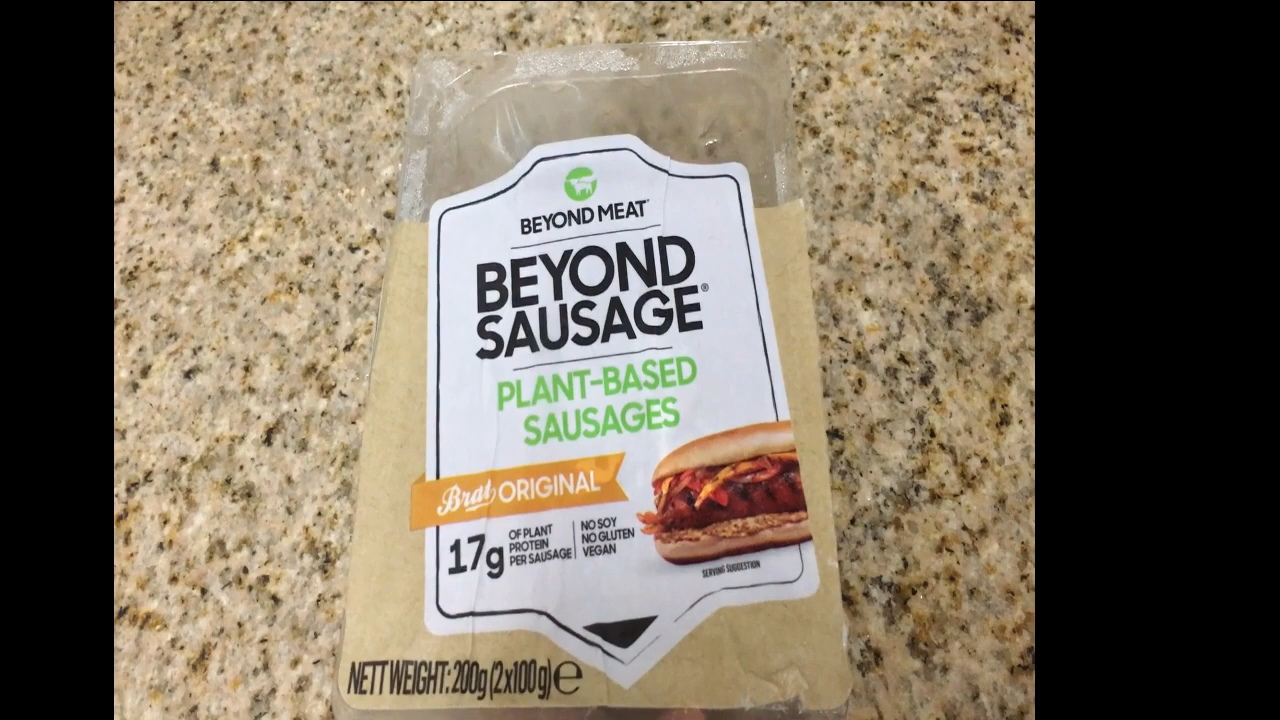 BEYOND MEAT
BEYOND
SAUSAGE®
PLANT-BASED
SAUSAGES
Brat ORIGINAL
17g
OF PLANT
PROTEIN
PER SAUSAGE
NO SOY
NO GLUTEN
VEGAN
SERVING SUGGESTION
NETT WEIGHT: 200g (2x100g) e